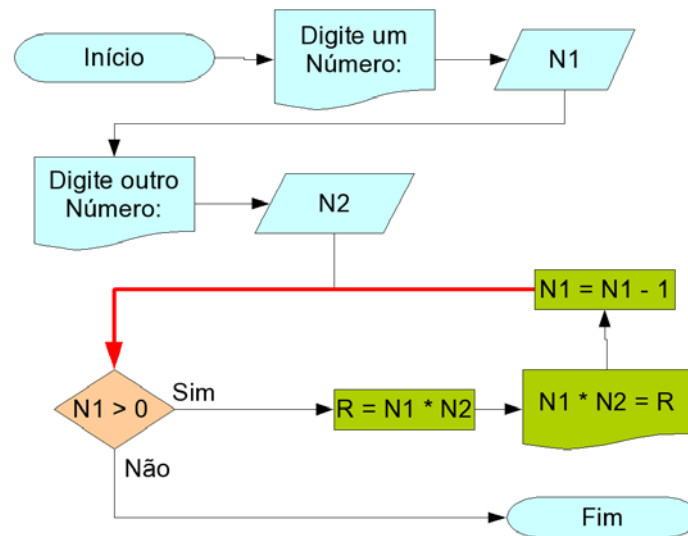 Início
Digite um
Número:
N1
Digite outro
Número:
N2
N1 = N1 - 1
N1 > 0
Sim
R = N1 * N2
N1 * N2 = R
Não
Fim